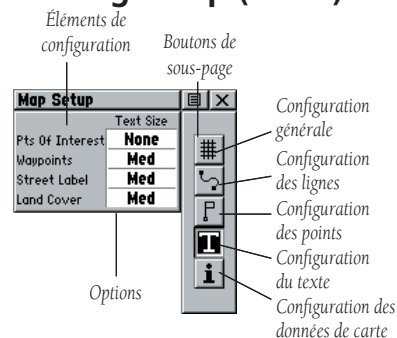 Éléments de
configuration
Boutons de
sous-page
Map Setup
Text Size
Pts Of Interest None
Waypoints Med
Street Label Med
Land Cover Med
Options
Configuration
générale
Configuration
des lignes
Configuration
des points
Configuration
du texte
Configuration des
données de carte